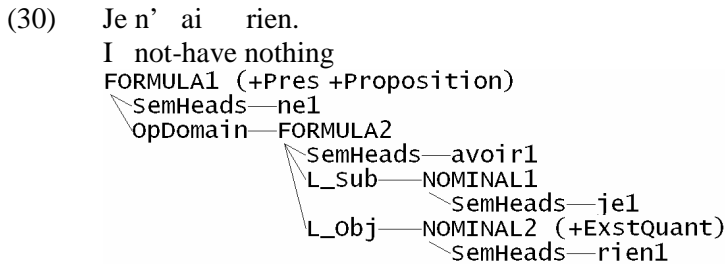 (30) Je n' ai rien.
I not-have nothing
FORMULA1 (+Pres +Proposition)
SemHeads—ne1
OpDomain—FORMULA2
SemHeads—avoir1
L_Sub—NOMINAL1
SemHeads—je1
L_Obj—NOMINAL2 (+ExstQuant)
SemHeads—rien1